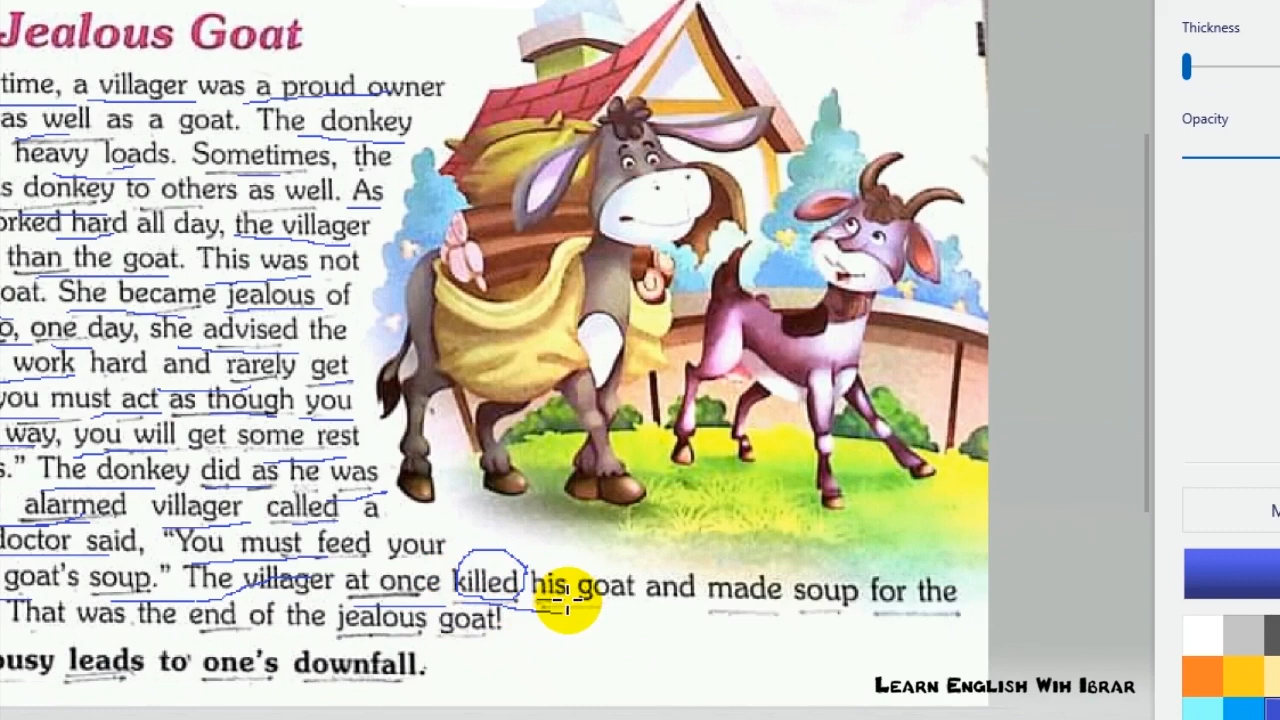 Jealous Goat
time, a villager was a proud owner
as well as a goat. The donkey
heavy loads. Sometimes, the
s donkey to others as well. As
orked hard all day, the villager
than the goat. This was not
oat. She became jealous of
o, one day, she advised the
work hard and rarely get
you must act as though you
way, you will get some rest
s." The donkey did as he was
alarmed villager called a
doctor said, "You must feed your
goat's soup." The villager at once killed his goat and made soup for the
That was the end of the jealous goat!
ousy leads to one's downfall.
LEARN ENGLISH WIH IBRAR
Thickness
Opacity
M